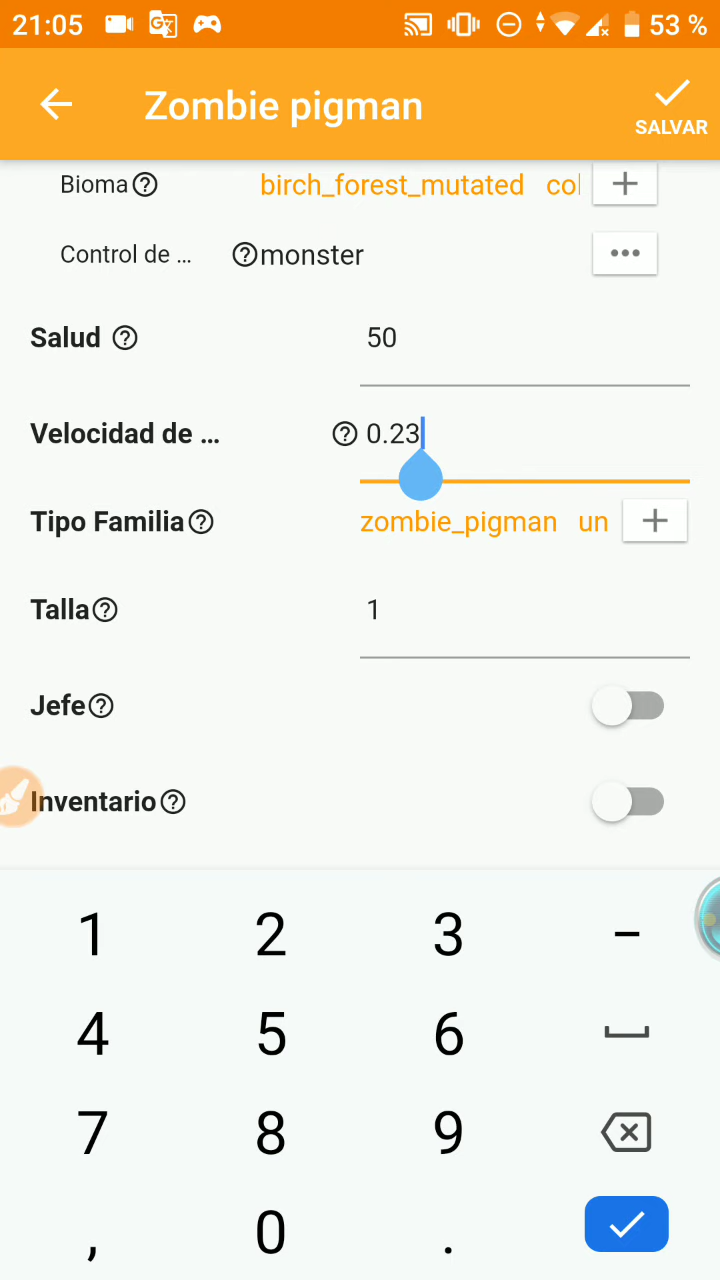 21:05 53 %
Zombie pigman
SALVAR
Bioma birch_forest_mutated col
Control de ... monster
Salud 50
Velocidad de ... 0.23
Tipo Familia zombie_pigman un
Talla 1
Jefe
Inventario
1 2 3 –
4 5 6
7 8 9
, 0 .